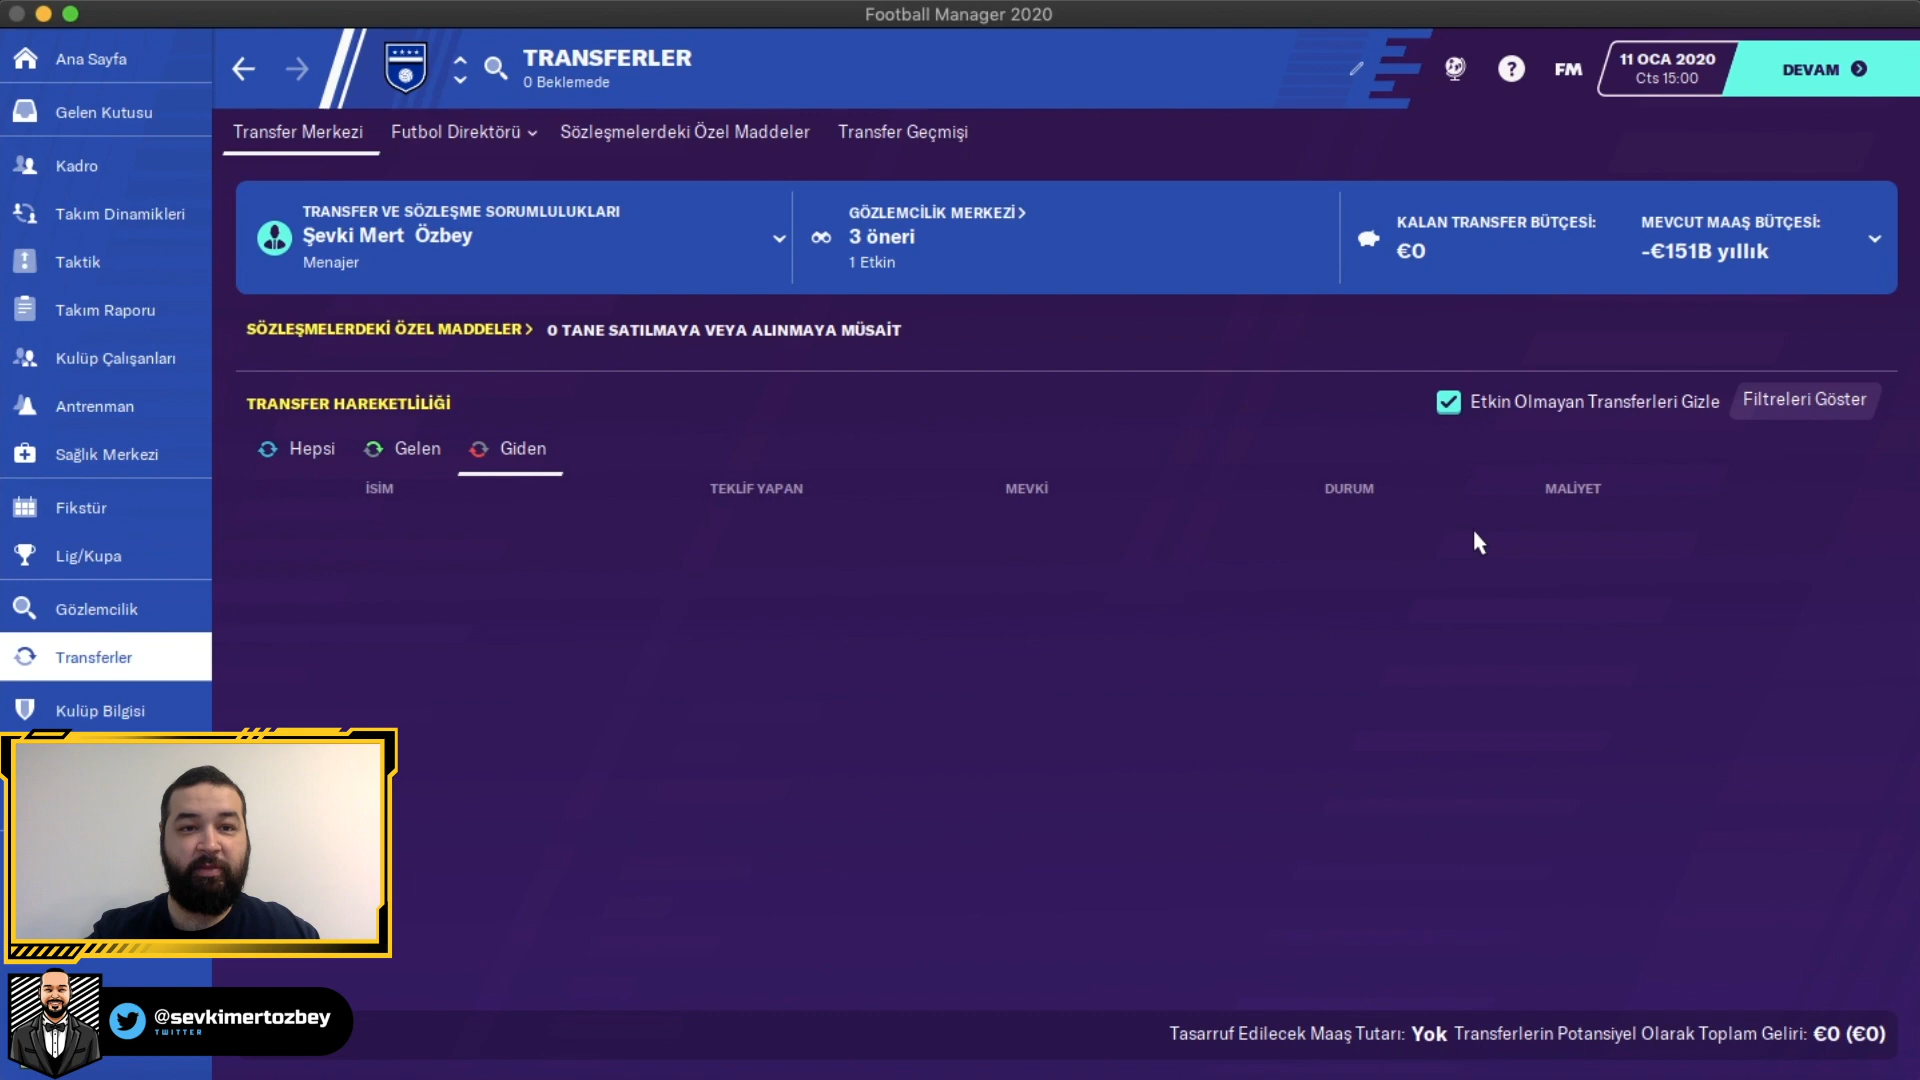 Football Manager 2020
Ana Sayfa
Gelen Kutusu
Kadro
Takım Dinamikleri
Taktik
Takım Raporu
Kulüp Çalışanları
Antrenman
Sağlık Merkezi
Fikstür
Lig/Kupa
Gözlemcilik
Transferler
Kulüp Bilgisi
TRANSFERLER
0 Beklemede
FM
11 OCA 2020
Cts 15:00
DEVAM
Transfer Merkezi Futbol Direktörü Sözleşmelerdeki Özel Maddeler Transfer Geçmişi
TRANSFER VE SÖZLEŞME SORUMLULUKLARI
Şevki Mert Özbey
Menajer
GÖZLEMCİLİK MERKEZİ >
3 öneri
1 Etkin
KALAN TRANSFER BÜTÇESİ:
€0
MEVCUT MAAŞ BÜTÇESİ:
-€151B yıllık
SÖZLEŞMELERDEKİ ÖZEL MADDELER > 0 TANE SATILMAYA VEYA ALINMAYA MÜSAİT
TRANSFER HAREKETLİLİĞİ
Etkin Olmayan Transferleri Gizle Filtreleri Göster
Hepsi Gelen Giden
İSİM TEKLİF YAPAN MEVKİ DURUM MALİYET
@sevkimertozbey
TWITTER
Tasarruf Edilecek Maaş Tutarı: Yok Transferlerin Potansiyel Olarak Toplam Geliri: €0 (€0)